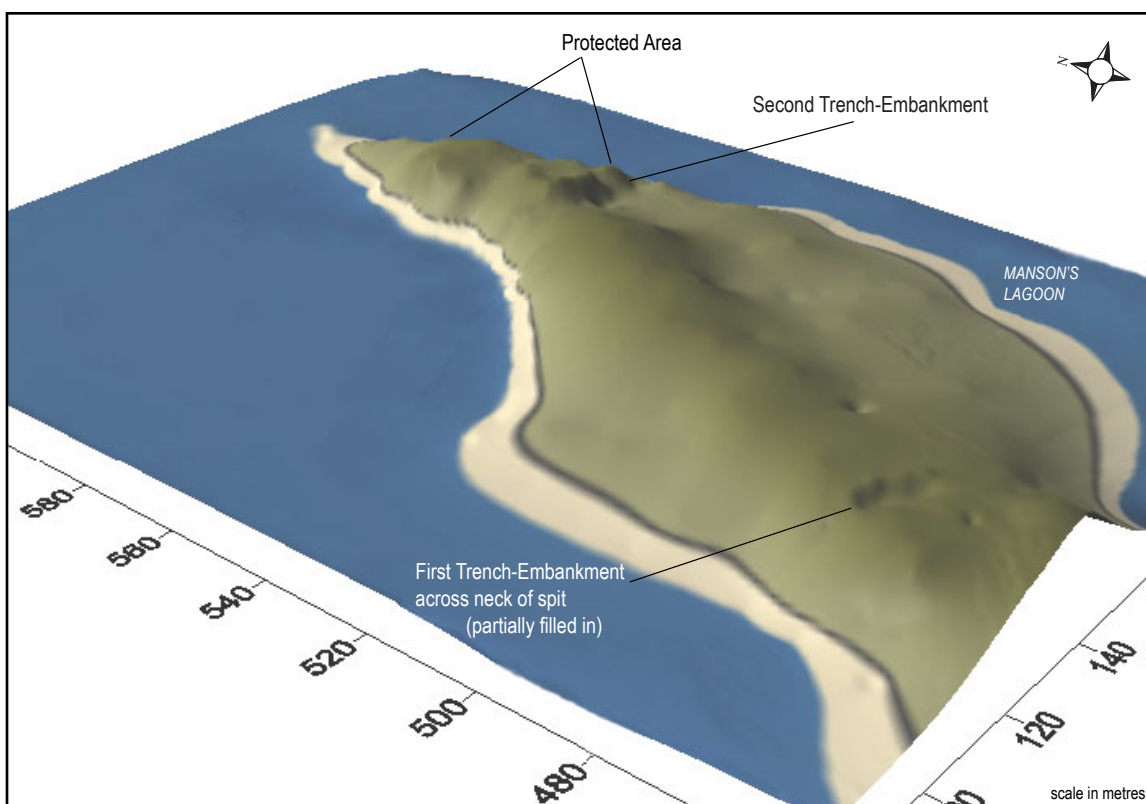 Protected Area
N
Second Trench-Embankment
MANSON'S
LAGOON
First Trench-Embankment
across neck of spit
(partially filled in)
580
560
540
520
500
480
140
120
scale in metres